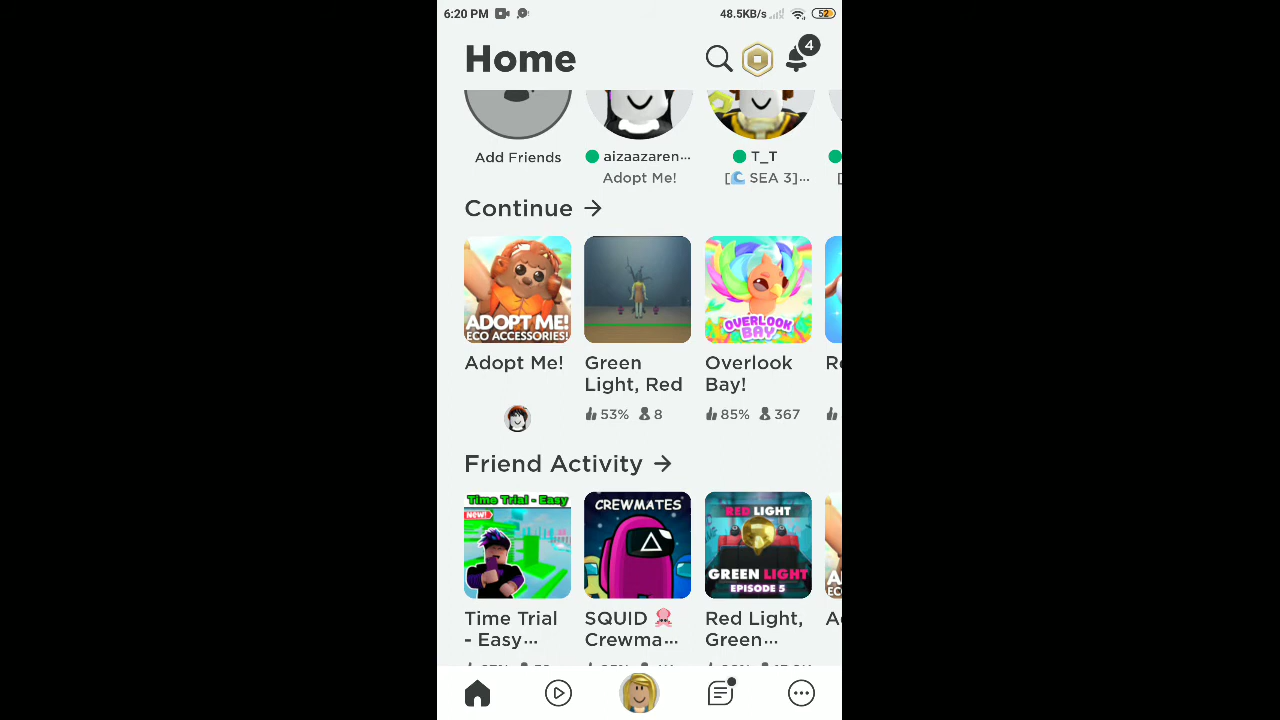 6:20 PM
48.5KB/s
52
Home
4
Add Friends
aizaazaren...
T_T
Adopt Me!
[🌊 SEA 3]...
[
Continue →
ADOPT ME!
ECO ACCESSORIES!
OVERLOOK
BAY
Adopt Me!
Green
Light, Red
Overlook
Bay!
53% 8
85% 367
Friend Activity →
Time Trial - Easy
NEW!
CREWMATES
RED LIGHT
GREEN LIGHT
EPISODE 5
Time Trial
- Easy...
SQUID 🦑
Crewma...
Red Light,
Green...